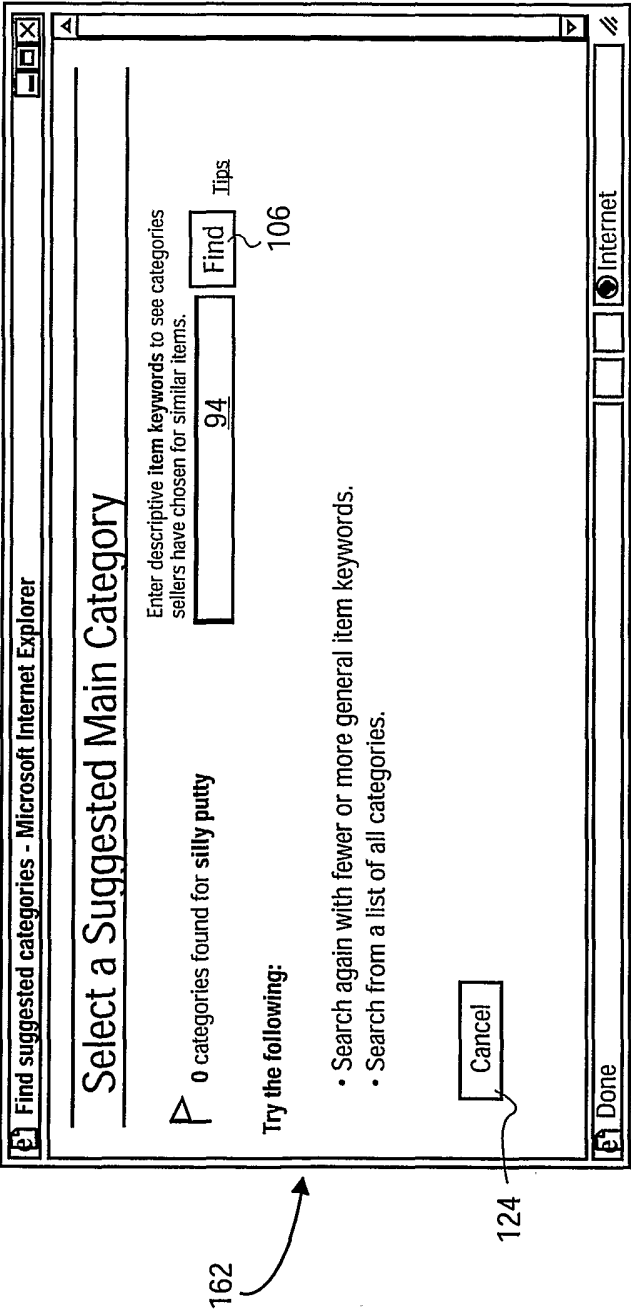 Find suggested categories - Microsoft Internet Explorer
Select a Suggested Main Category
Enter descriptive item keywords to see categories
sellers have chosen for similar items.
94
Find
Tips
106
0 categories found for silly putty
Try the following:
• Search again with fewer or more general item keywords.
• Search from a list of all categories.
Cancel
124
e Done
Internet
162